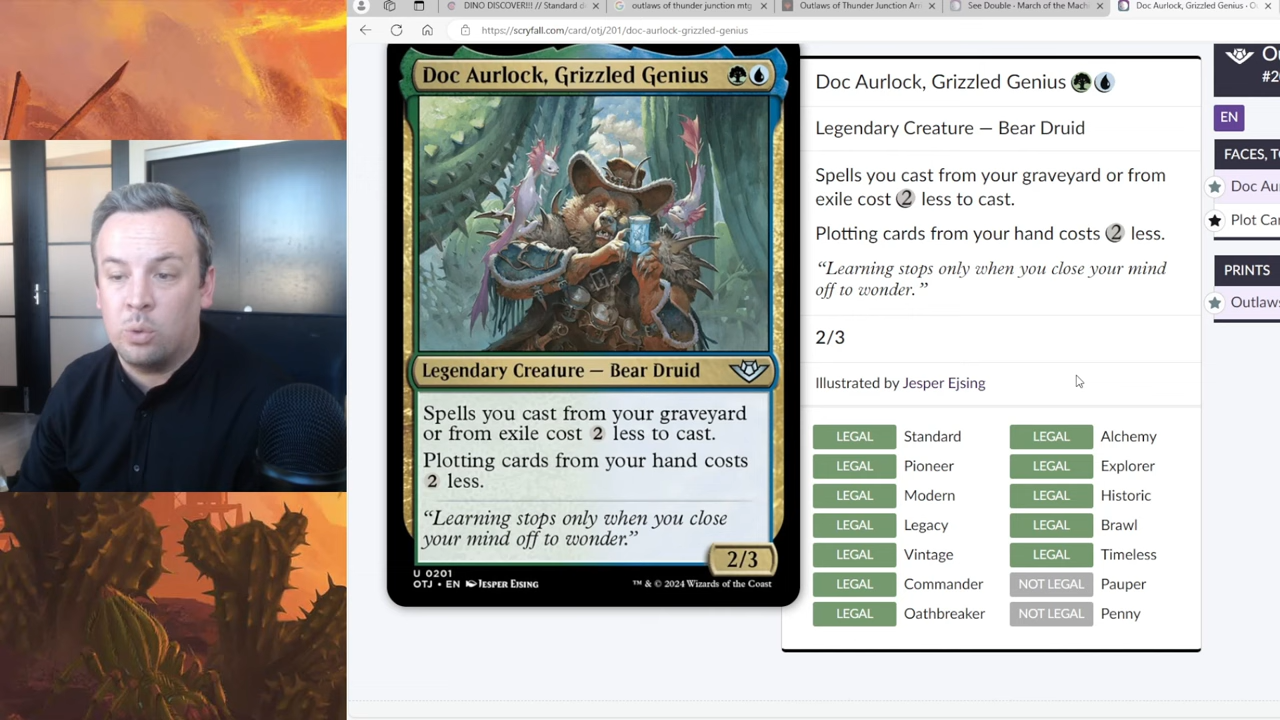 DINO DISCOVER!!! // Standard d
outlaws of thunder junction mtg
Outlaws of Thunder Junction Art
See Double - March of the Mach
Doc Aurlock, Grizzled Genius · O
https://scryfall.com/card/otj/201/doc-aurlock-grizzled-genius
Doc Aurlock, Grizzled Genius
Legendary Creature — Bear Druid
Spells you cast from your graveyard
or from exile cost 2 less to cast.
Plotting cards from your hand costs
2 less.
“Learning stops only when you close
your mind off to wonder.”
2/3
U 0201
OTJ • EN Jesper Ejsing
™ & © 2024 Wizards of the Coast
Doc Aurlock, Grizzled Genius
Legendary Creature — Bear Druid
Spells you cast from your graveyard or from
exile cost 2 less to cast.
Plotting cards from your hand costs 2 less.
“Learning stops only when you close your mind
off to wonder.”
2/3
Illustrated by Jesper Ejsing
LEGAL Standard LEGAL Alchemy
LEGAL Pioneer LEGAL Explorer
LEGAL Modern LEGAL Historic
LEGAL Legacy LEGAL Brawl
LEGAL Vintage LEGAL Timeless
LEGAL Commander NOT LEGAL Pauper
LEGAL Oathbreaker NOT LEGAL Penny
Ou
#20
EN
FACES, TO
Doc Au
Plot Car
PRINTS
Outlaws